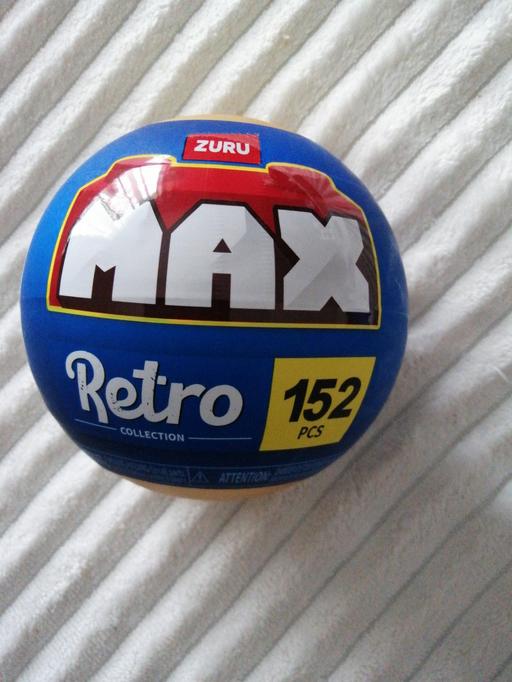 ZURU
MAX
Retro
COLLECTION
152
PCS
ATTENTION